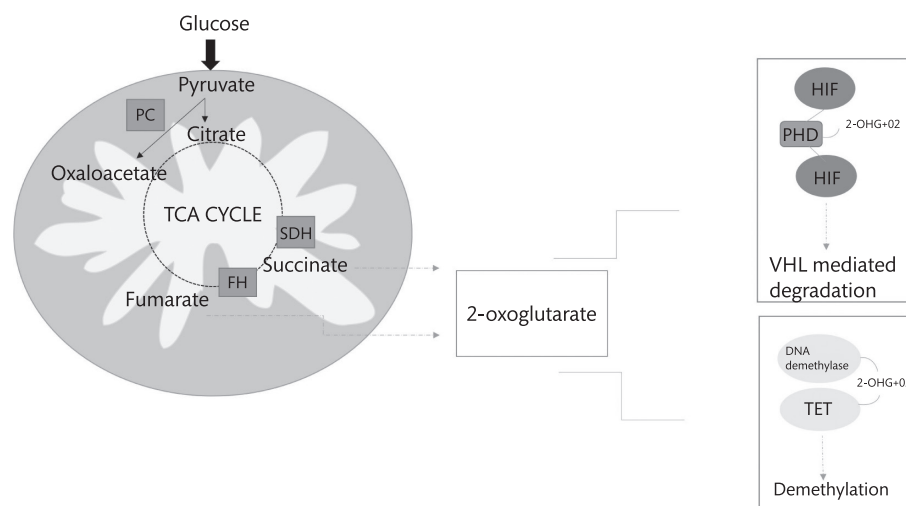 Glucose
Pyruvate
PC
Citrate
Oxaloacetate
TCA CYCLE
SDH
Succinate
FH
Fumarate
2-oxoglutarate
HIF
PHD
2-OHG+02
HIF
VHL mediated
degradation
DNA
demethylase
2-OHG+0
TET
Demethylation